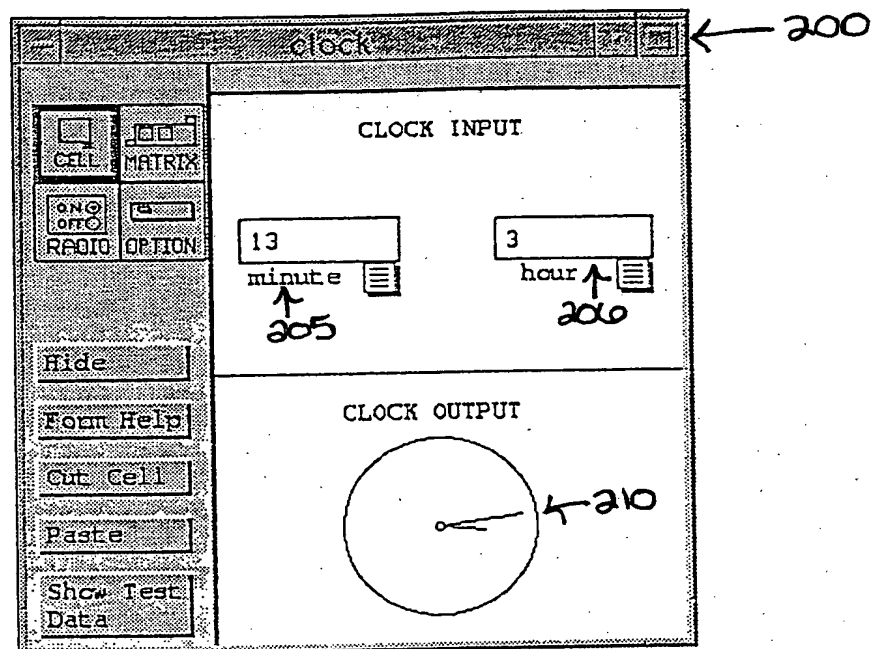 clock
200
CELL MATRIX
ON
OFF
RADIO OPTION
CLOCK INPUT
13
minute
205
3
hour
206
Hide
Form Help
Cut Cell
Paste
Show Test
Data
CLOCK OUTPUT
210